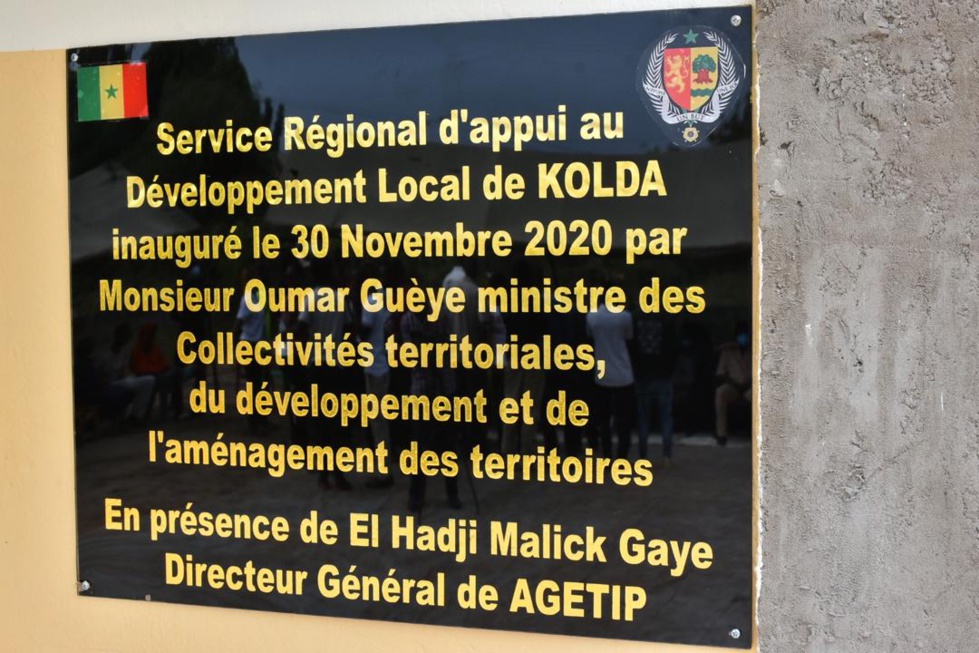 Service Régional d'appui au
Développement Local de KOLDA
inauguré le 30 Novembre 2020 par
Monsieur Oumar Guèye ministre des
Collectivités territoriales,
du développement et de
l'aménagement des territoires
En présence de El Hadji Malick Gaye
Directeur Général de AGETIP